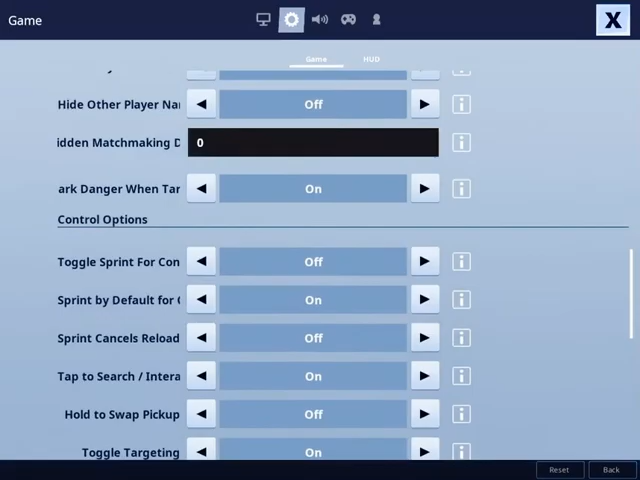 Game
X
Game HUD
Hide Other Player Nar Off
idden Matchmaking D 0
ark Danger When Tar On
Control Options
Toggle Sprint For Con Off
Sprint by Default for C On
Sprint Cancels Reload Off
Tap to Search / Intera On
Hold to Swap Pickup Off
Toggle Targeting On
Reset Back